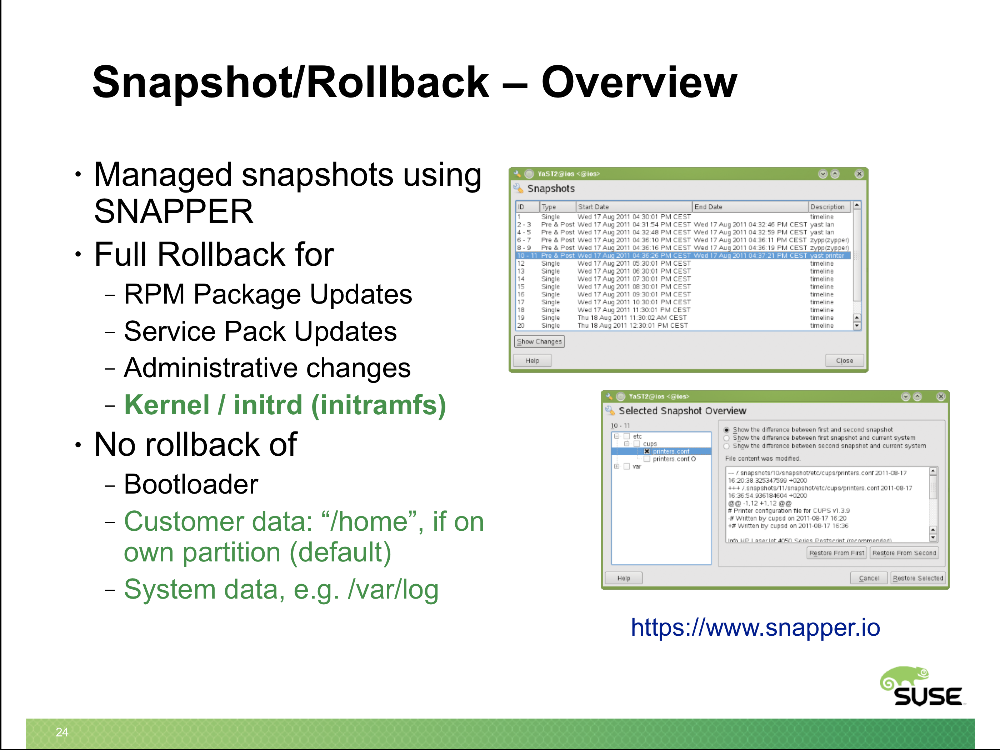 Snapshot/Rollback – Overview
• Managed snapshots using
SNAPPER
• Full Rollback for
– RPM Package Updates
– Service Pack Updates
– Administrative changes
– Kernel / initrd (initramfs)
• No rollback of
– Bootloader
– Customer data: “/home”, if on
own partition (default)
– System data, e.g. /var/log
YaST2@ios <@ios>
Snapshots
ID Type Start Date End Date Description
1 Single Wed 17 Aug 2011 04:30:01 PM CEST timeline
2 - 3 Pre & Post Wed 17 Aug 2011 04:31:54 PM CEST Wed 17 Aug 2011 04:32:46 PM CEST yast lan
4 - 5 Pre & Post Wed 17 Aug 2011 04:32:48 PM CEST Wed 17 Aug 2011 04:32:59 PM CEST yast lan
6 - 7 Pre & Post Wed 17 Aug 2011 04:36:10 PM CEST Wed 17 Aug 2011 04:36:11 PM CEST zypp(zypper)
8 - 9 Pre & Post Wed 17 Aug 2011 04:36:16 PM CEST Wed 17 Aug 2011 04:36:19 PM CEST zypp(zypper)
10 - 11 Pre & Post Wed 17 Aug 2011 04:36:26 PM CEST Wed 17 Aug 2011 04:37:21 PM CEST yast printer
12 Single Wed 17 Aug 2011 05:30:01 PM CEST timeline
13 Single Wed 17 Aug 2011 06:30:01 PM CEST timeline
14 Single Wed 17 Aug 2011 07:30:01 PM CEST timeline
15 Single Wed 17 Aug 2011 08:30:01 PM CEST timeline
16 Single Wed 17 Aug 2011 09:30:01 PM CEST timeline
17 Single Wed 17 Aug 2011 10:30:01 PM CEST timeline
18 Single Wed 17 Aug 2011 11:30:01 PM CEST timeline
19 Single Thu 18 Aug 2011 11:30:02 AM CEST timeline
20 Single Thu 18 Aug 2011 12:30:01 PM CEST timeline
Show Changes
Help Close
YaST2@ios <@ios>
Selected Snapshot Overview
10 - 11
etc
cups
printers.conf
printers.conf.O
var
Show the difference between first and second snapshot
Show the difference between first snapshot and current system
Show the difference between second snapshot and current system
File content was modified.
--- /.snapshots/10/snapshot/etc/cups/printers.conf 2011-08-17
16:20:38.325347599 +0200
+++ /.snapshots/11/snapshot/etc/cups/printers.conf 2011-08-17
16:36:54.936184604 +0200
@@ -1,12 +1,12 @@
# Printer configuration file for CUPS v1.3.9
-# Written by cupsd on 2011-08-17 16:20
+# Written by cupsd on 2011-08-17 16:36
Info HP LaserJet 4050 Series Postscript (recommended)
Restore From First Restore From Second
Help Cancel Restore Selected
https://www.snapper.io
SUSE
24